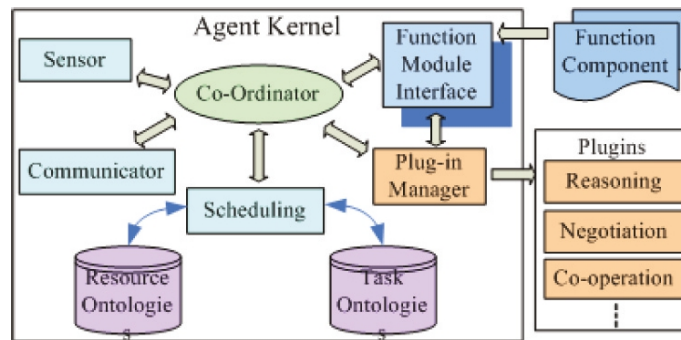 Agent Kernel
Sensor
Co-Ordinator
Function
Module
Interface
Function
Component
Communicator
Scheduling
Plug-in
Manager
Plugins
Reasoning
Negotiation
Co-operation
Resource
Ontologie
s
Task
Ontologie
s